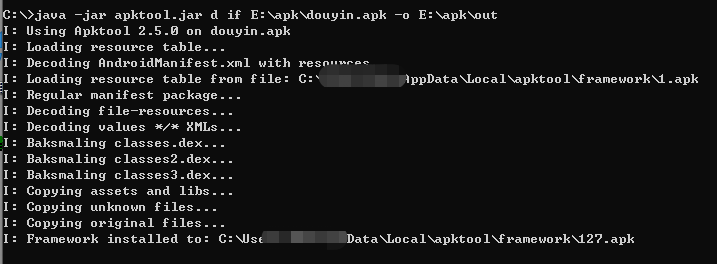 C:\>java -jar apktool.jar d if E:\apk\douyin.apk -o E:\apk\out
I: Using Apktool 2.5.0 on douyin.apk
I: Loading resource table...
I: Decoding AndroidManifest.xml with resources...
I: Loading resource table from file: C:\ AppData\Local\apktool\framework\1.apk
I: Regular manifest package...
I: Decoding file-resources...
I: Decoding values */* XMLs...
I: Baksmaling classes.dex...
I: Baksmaling classes2.dex...
I: Baksmaling classes3.dex...
I: Copying assets and libs...
I: Copying unknown files...
I: Copying original files...
I: Framework installed to: C:\Use Data\Local\apktool\framework\127.apk